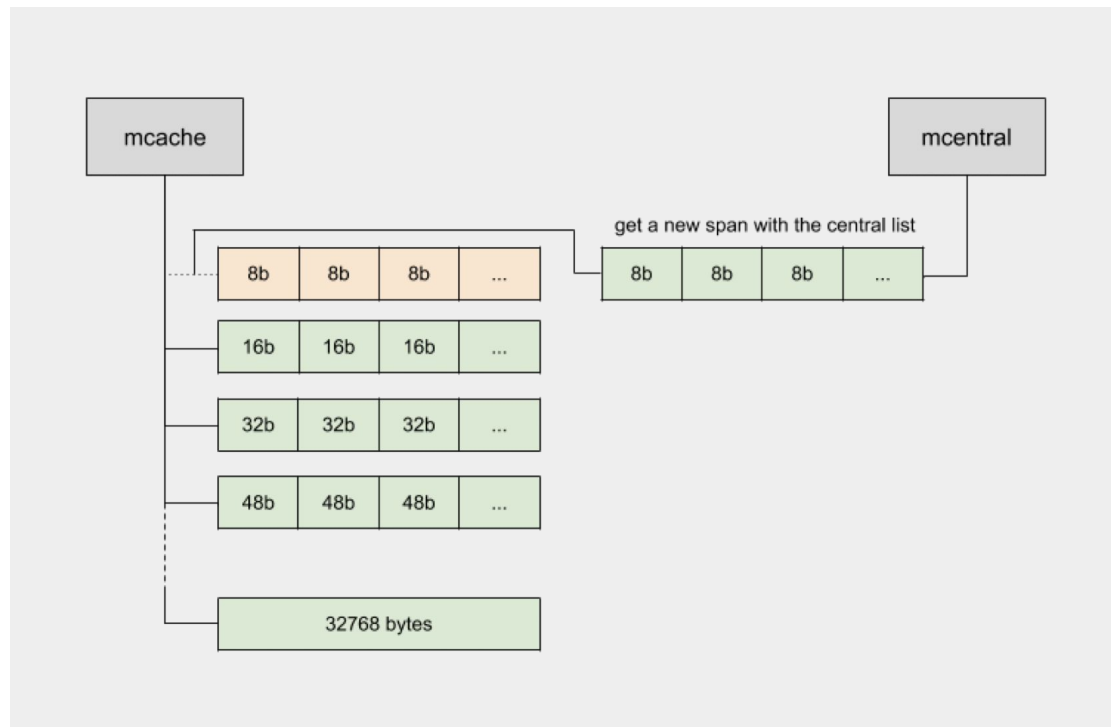 mcache
mcentral
get a new span with the central list
8b 8b 8b ... 8b 8b 8b ...
16b 16b 16b ...
32b 32b 32b ...
48b 48b 48b ...
32768 bytes